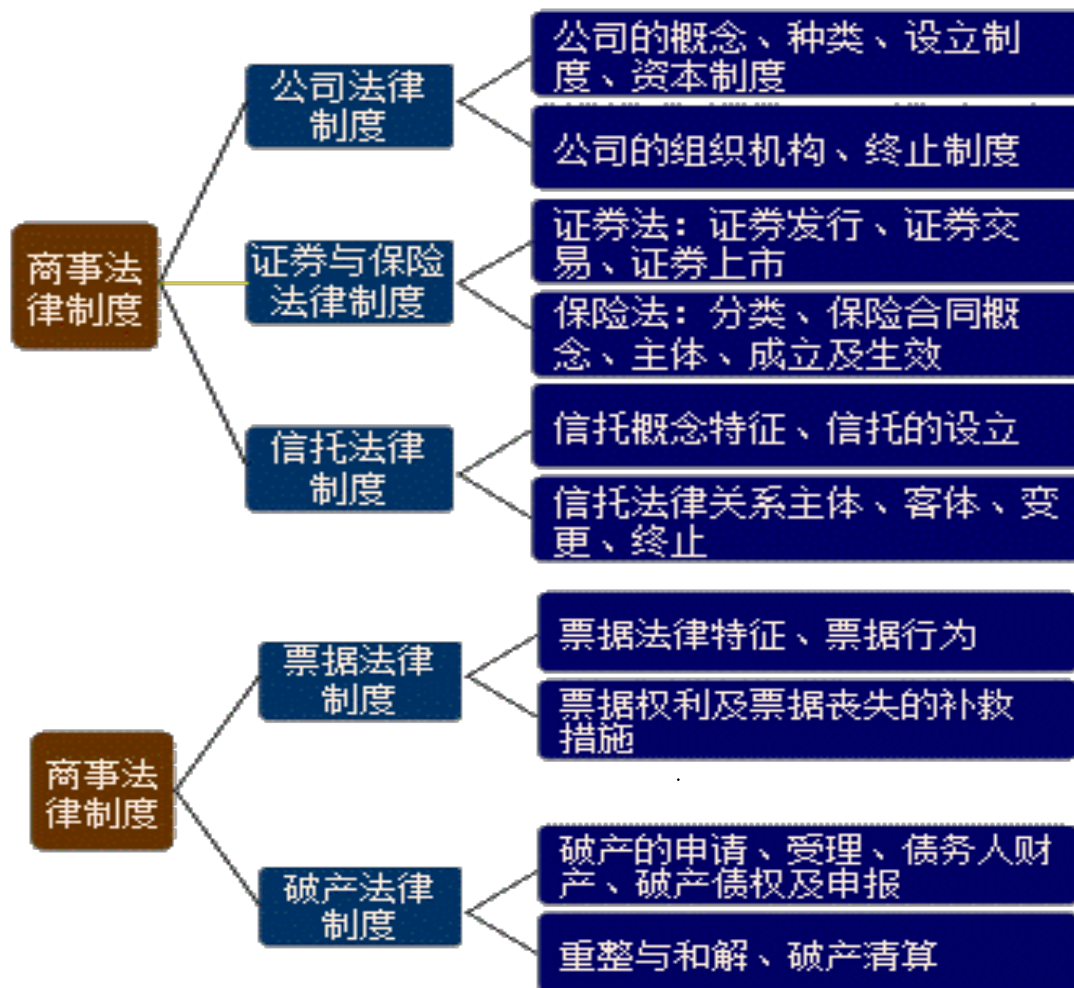 商事法
律制度
公司法律
制度
公司的概念、种类、设立制
度、资本制度
公司的组织机构、终止制度
证券与保险
法律制度
证券法：证券发行、证券交
易、证券上市
保险法：分类、保险合同概
念、主体、成立及生效
信托法律
制度
信托概念特征、信托的设立
信托法律关系主体、客体、变
更、终止
商事法
律制度
票据法律
制度
票据法律特征、票据行为
票据权利及票据丧失的补救
措施
破产法律
制度
破产的申请、受理、债务人财
产、破产债权及申报
重整与和解、破产清算